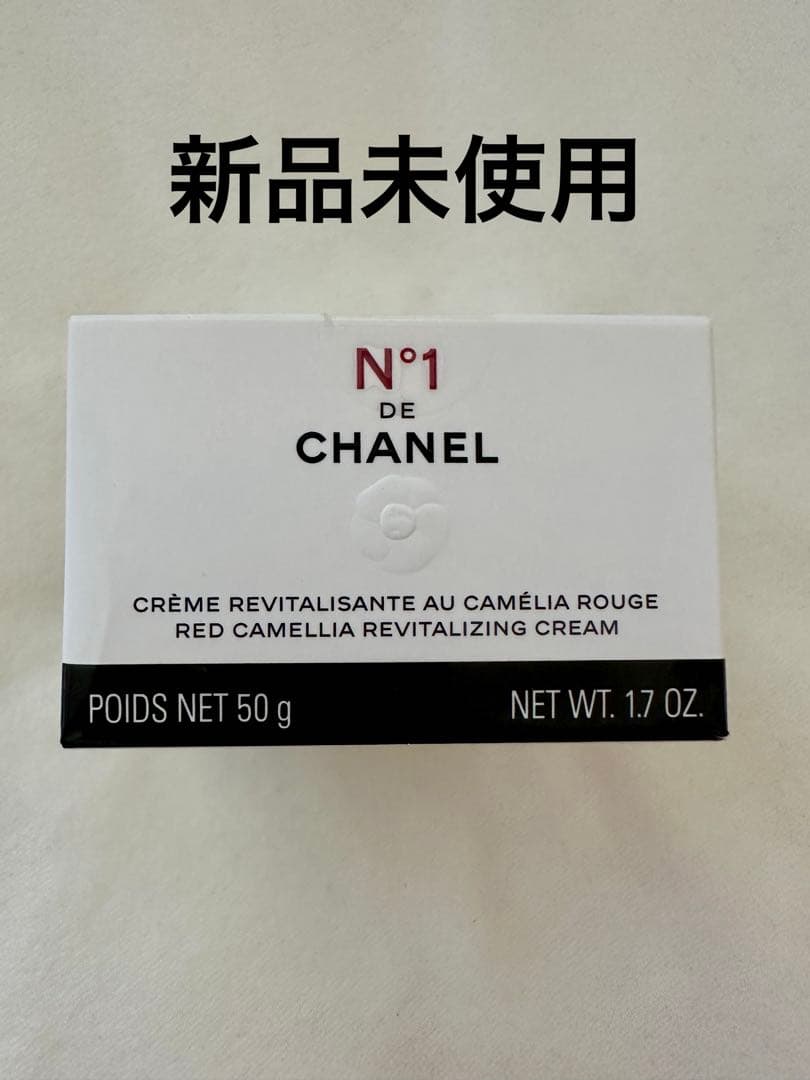 新品未使用
N°1
DE
CHANEL
CRÈME REVITALISANTE AU CAMÉLIA ROUGE
RED CAMELLIA REVITALIZING CREAM
POIDS NET 50 g
NET WT. 1.7 OZ.